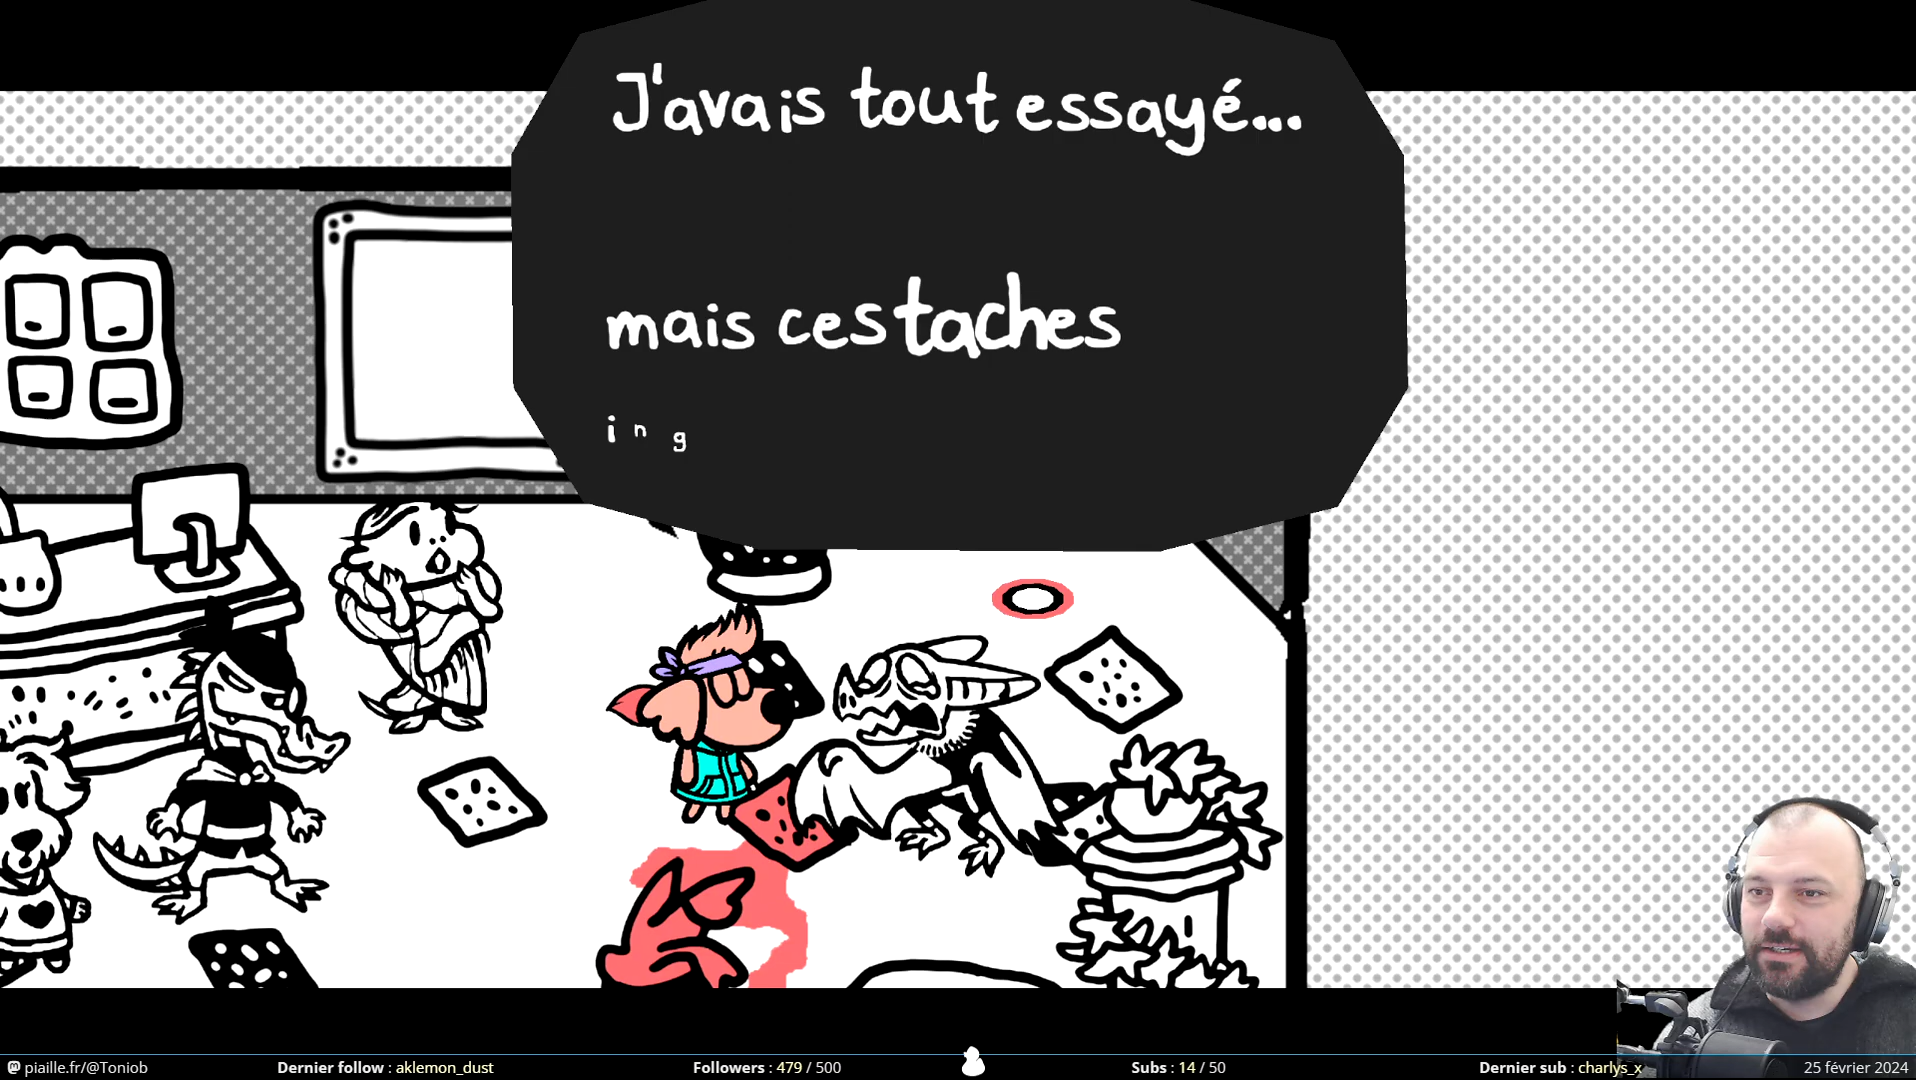 J'avais tout essayé...
mais ces taches
ing
piaille.fr/@Toniob
Dernier follow : aklemon_dust
Followers : 479 / 500
Subs : 14 / 50
Dernier sub : charlys_x
25 février 2024